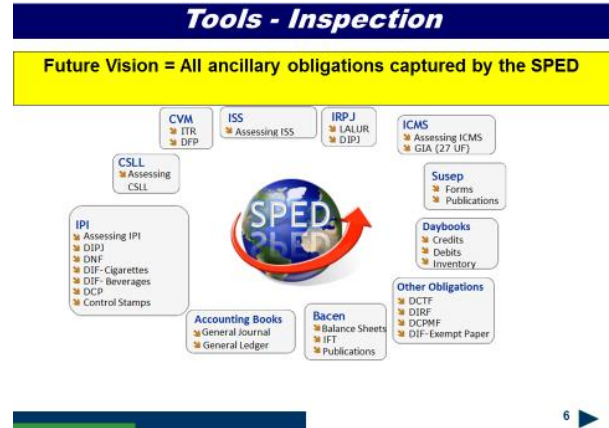 Tools - Inspection
Future Vision = All ancillary obligations captured by the SPED
CVM
ITR
DFP
ISS
Assessing ISS
IRPJ
LALUR
DIPJ
ICMS
Assessing ICMS
GIA (27 UF)
CSLL
Assessing
CSLL
Susep
Forms
Publications
IPI
Assessing IPI
DIPJ
DNF
DIF-Cigarettes
DIF- Beverages
DCP
Control Stamps
SPED
Daybooks
Credits
Debits
Inventory
Other Obligations
DCTF
DIRF
DCPMF
DIF-Exempt Paper
Accounting Books
General Journal
General Ledger
Bacen
Balance Sheets
IFT
Publications
6